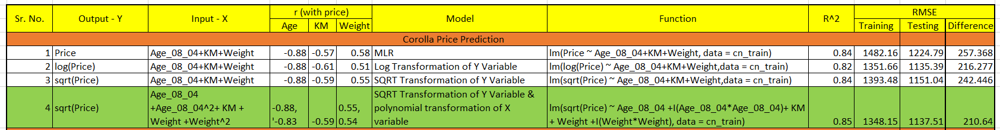 Sr. No. Output - Y Input - X r (with price) Model Function R^2 RMSE
Age KM Weight Training Testing Difference
Corolla Price Prediction
1 Price Age_08_04+KM+Weight -0.88 -0.57 0.58 MLR lm(Price ~ Age_08_04+KM+Weight, data = cn_train) 0.84 1482.16 1224.79 257.368
2 log(Price) Age_08_04+KM+Weight -0.88 -0.61 0.51 Log Transformation of Y Variable lm(log(Price) ~ Age_08_04+KM+Weight,data = cn_train) 0.82 1351.66 1135.39 216.277
3 sqrt(Price) Age_08_04+KM+Weight -0.88 -0.59 0.55 SQRT Transformation of Y Variable lm(sqrt(Price) ~ Age_08_04+KM+Weight,data = cn_train) 0.84 1393.48 1151.04 242.446
Age_08_04 SQRT Transformation of Y Variable &
+Age_08_04^2+ KM + -0.88, 0.55, polynomial transformation of X lm(sqrt(Price) ~ Age_08_04 +I(Age_08_04*Age_08_04)+ KM
4 sqrt(Price) Weight +Weight^2 '-0.83 -0.59 0.54 variable + Weight +I(Weight*Weight), data = cn_train) 0.85 1348.15 1137.51 210.64